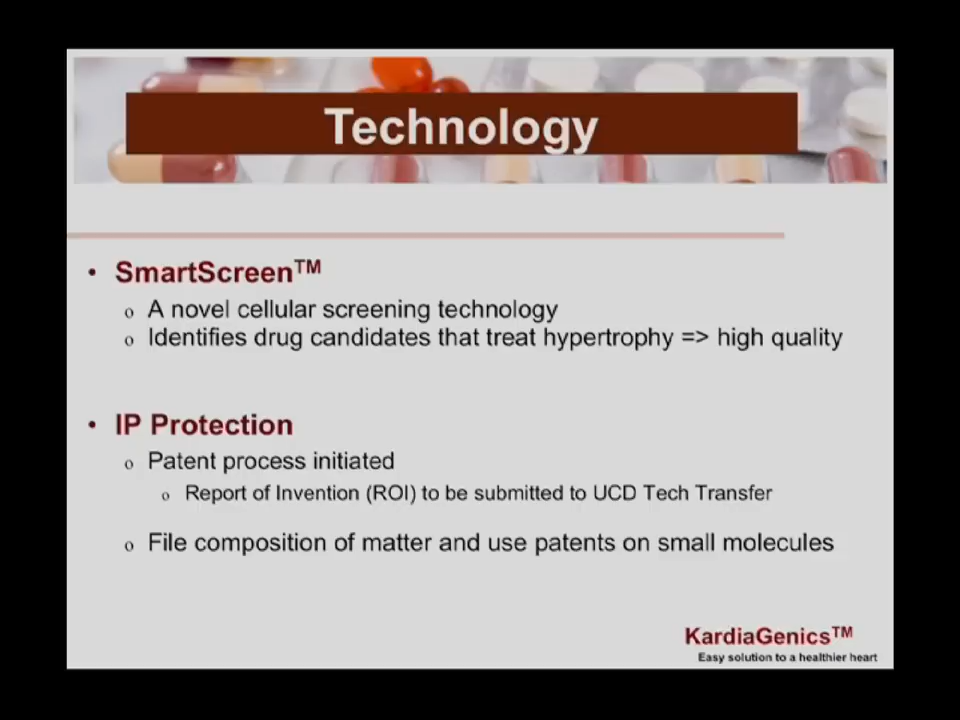 Technology
• SmartScreen™
o A novel cellular screening technology
o Identifies drug candidates that treat hypertrophy => high quality
• IP Protection
o Patent process initiated
o Report of Invention (ROI) to be submitted to UCD Tech Transfer
o File composition of matter and use patents on small molecules
KardiaGenics™
Easy solution to a healthier heart